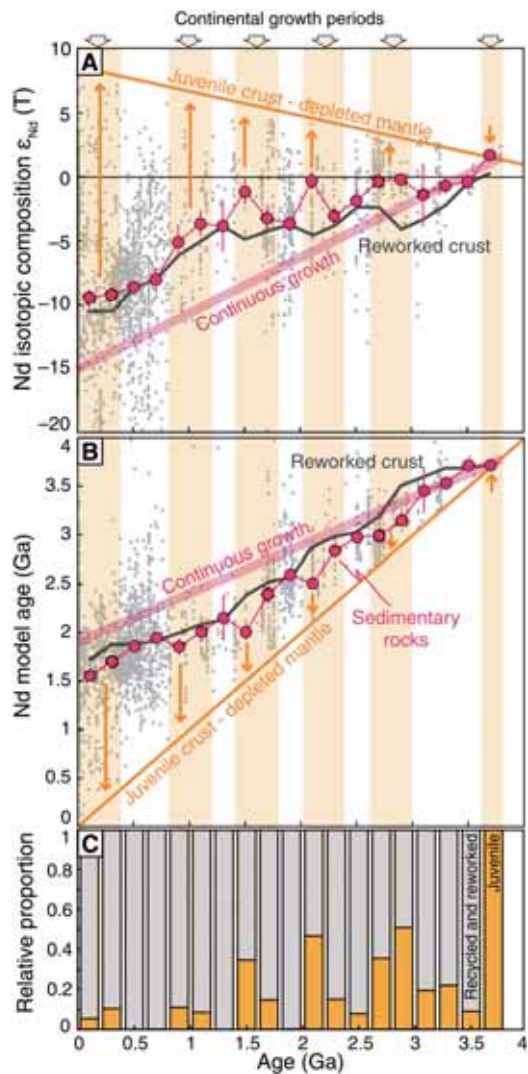 Continental growth periods
A
Nd isotopic composition εNd (T)
10
5
0
−5
−10
−15
−20
Juvenile crust - depleted mantle
Reworked crust
Continuous growth
B
Nd model age (Ga)
4
3.5
3
2.5
2
1.5
1
0.5
0
Reworked crust
Continuous growth
Sedimentary
rocks
Juvenile crust - depleted mantle
C
Relative proportion
1
0.8
0.6
0.4
0.2
0
Recycled and reworked
Juvenile
0 0.5 1 1.5 2 2.5 3 3.5 4
Age (Ga)